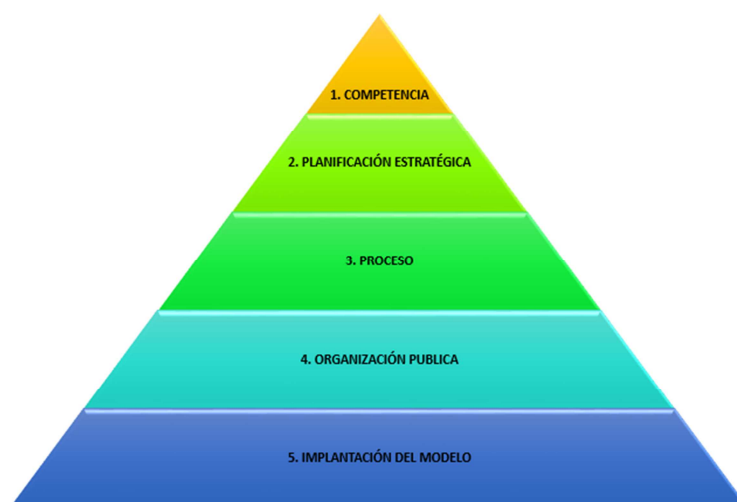 1. COMPETENCIA
2. PLANIFICACIÓN ESTRATÉGICA
3. PROCESO
4. ORGANIZACIÓN PUBLICA
5. IMPLANTACIÓN DEL MODELO